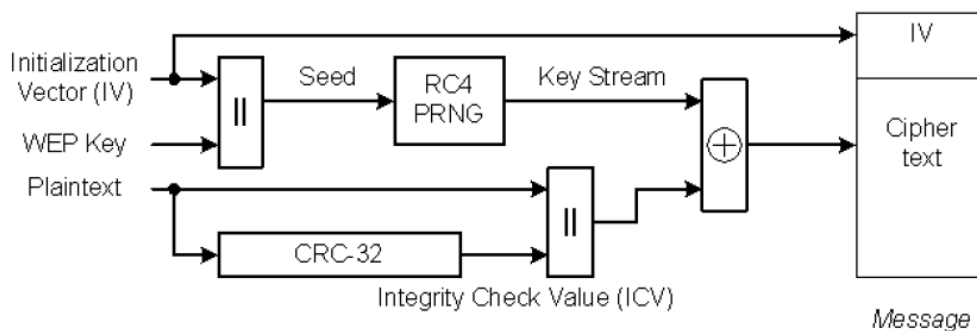 IV
Initialization
Vector (IV)
||
Seed
RC4
PRNG
Key Stream
WEP Key
Cipher
text
Plaintext
||
CRC-32
Integrity Check Value (ICV)
Message